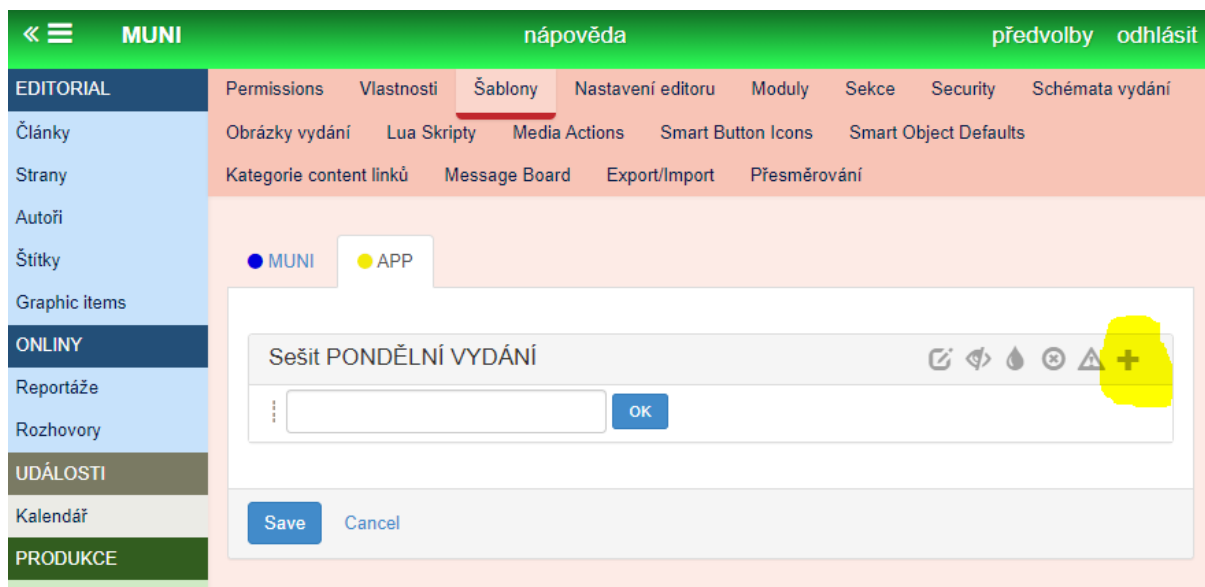 MUNI nápověda předvolby odhlásit
EDITORIAL
Články
Strany
Autoři
Štítky
Graphic items
ONLINY
Reportáže
Rozhovory
UDÁLOSTI
Kalendář
PRODUKCE
Permissions Vlastnosti Šablony Nastavení editoru Moduly Sekce Security Schémata vydání
Obrázky vydání Lua Skripty Media Actions Smart Button Icons Smart Object Defaults
Kategorie content linků Message Board Export/Import Přesměrování
MUNI APP
Sešit PONDĚLNÍ VYDÁNÍ
OK
Save Cancel